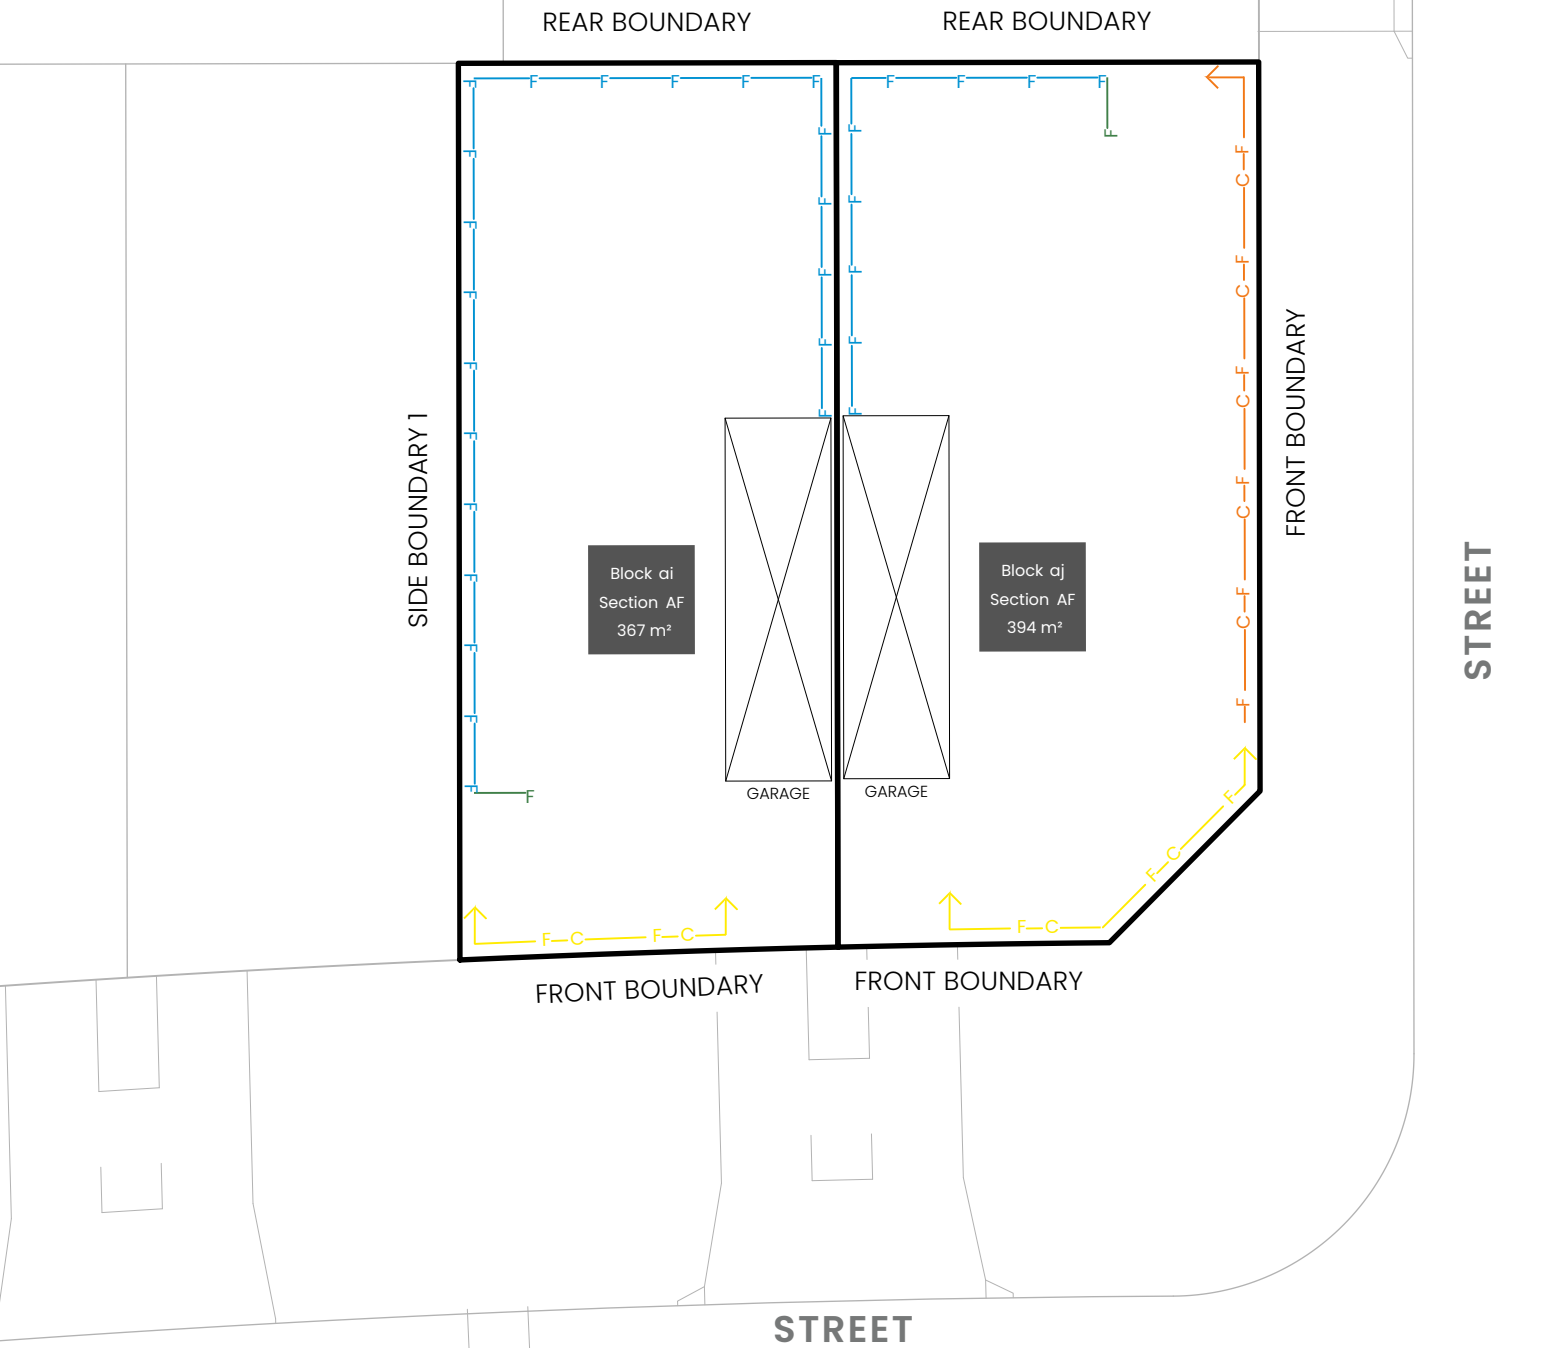 REAR BOUNDARY
REAR BOUNDARY
F F F F F
F F F F
F F F F F F F F F F F
F F F F F
F F F F F
F
F C F C F C F C F C F
SIDE BOUNDARY 1
FRONT BOUNDARY
STREET
Block ai
Section AF
367 m²
Block aj
Section AF
394 m²
GARAGE
GARAGE
F
F C F C
F C
F C F
FRONT BOUNDARY
FRONT BOUNDARY
STREET